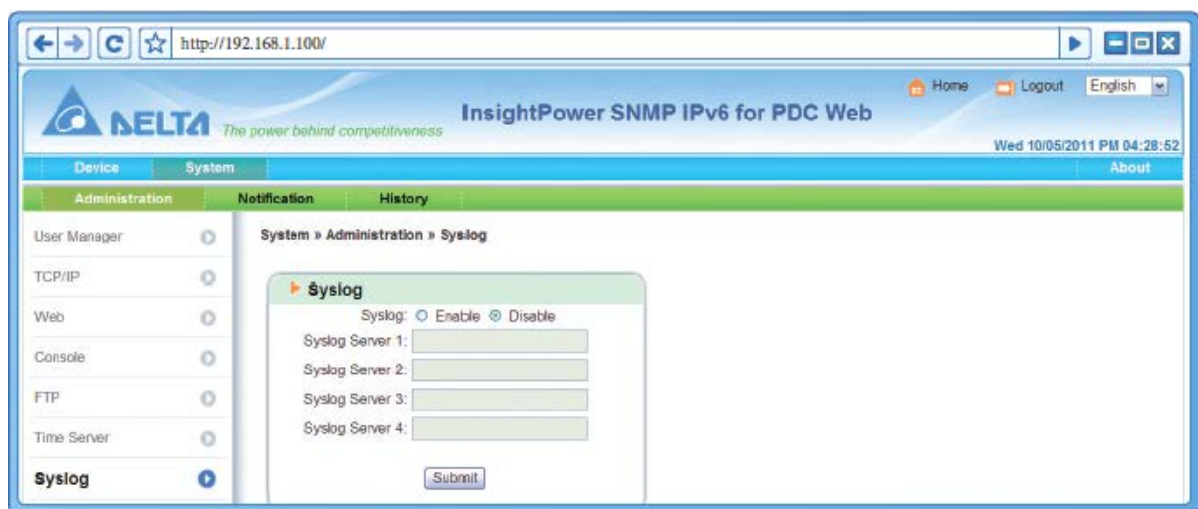 http://192.168.1.100/
Home Logout English
DELTA The power behind competitiveness InsightPower SNMP IPv6 for PDC Web
Wed 10/05/2011 PM 04:28:52
Device System About
Administration Notification History
User Manager
TCP/IP
Web
Console
FTP
Time Server
Syslog
System » Administration » Syslog
Syslog
Syslog: Enable Disable
Syslog Server 1:
Syslog Server 2:
Syslog Server 3:
Syslog Server 4:
Submit